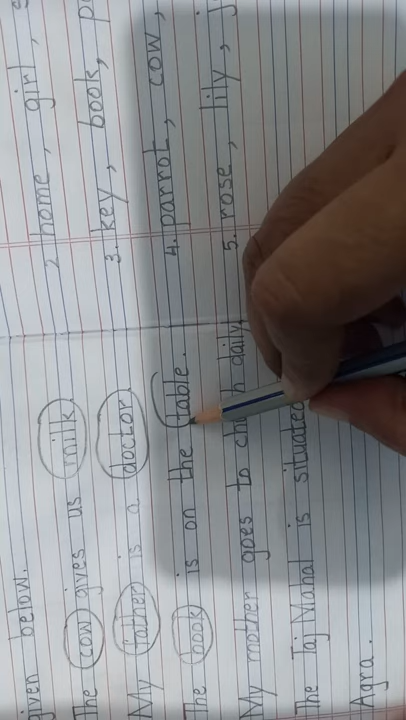 given below.
The cow gives us milk
My father is a doctor
The book is on the table.
My mother goes to daily
The Taj Mahal is situated
Agra.
2. home, girl,
3. key, book,
4. parrot, cow,
5. rose, lily,